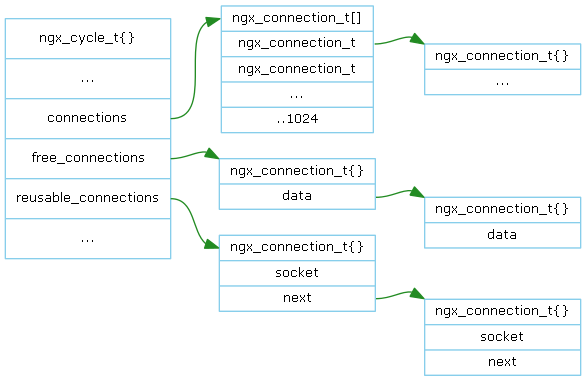 ngx_cycle_t{}
...
connections
free_connections
reusable_connections
...
ngx_connection_t[]
ngx_connection_t
ngx_connection_t
...
..1024
ngx_connection_t{}
...
ngx_connection_t{}
data
ngx_connection_t{}
data
ngx_connection_t{}
socket
next
ngx_connection_t{}
socket
next